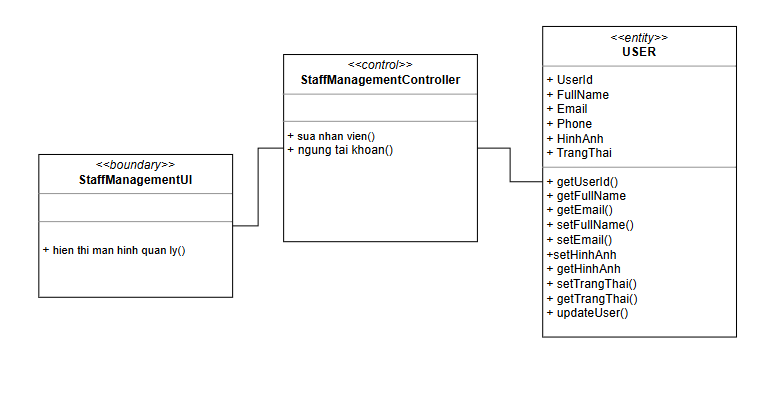 <<boundary>>
StaffManagementUI
+ hien thi man hinh quan ly()
<<control>>
StaffManagementController
+ sua nhan vien()
+ ngung tai khoan()
<<entity>>
USER
+ UserId
+ FullName
+ Email
+ Phone
+ HinhAnh
+ TrangThai
+ getUserId()
+ getFullName
+ getEmail()
+ setFullName()
+ setEmail()
+setHinhAnh
+ getHinhAnh
+ setTrangThai()
+ getTrangThai()
+ updateUser()